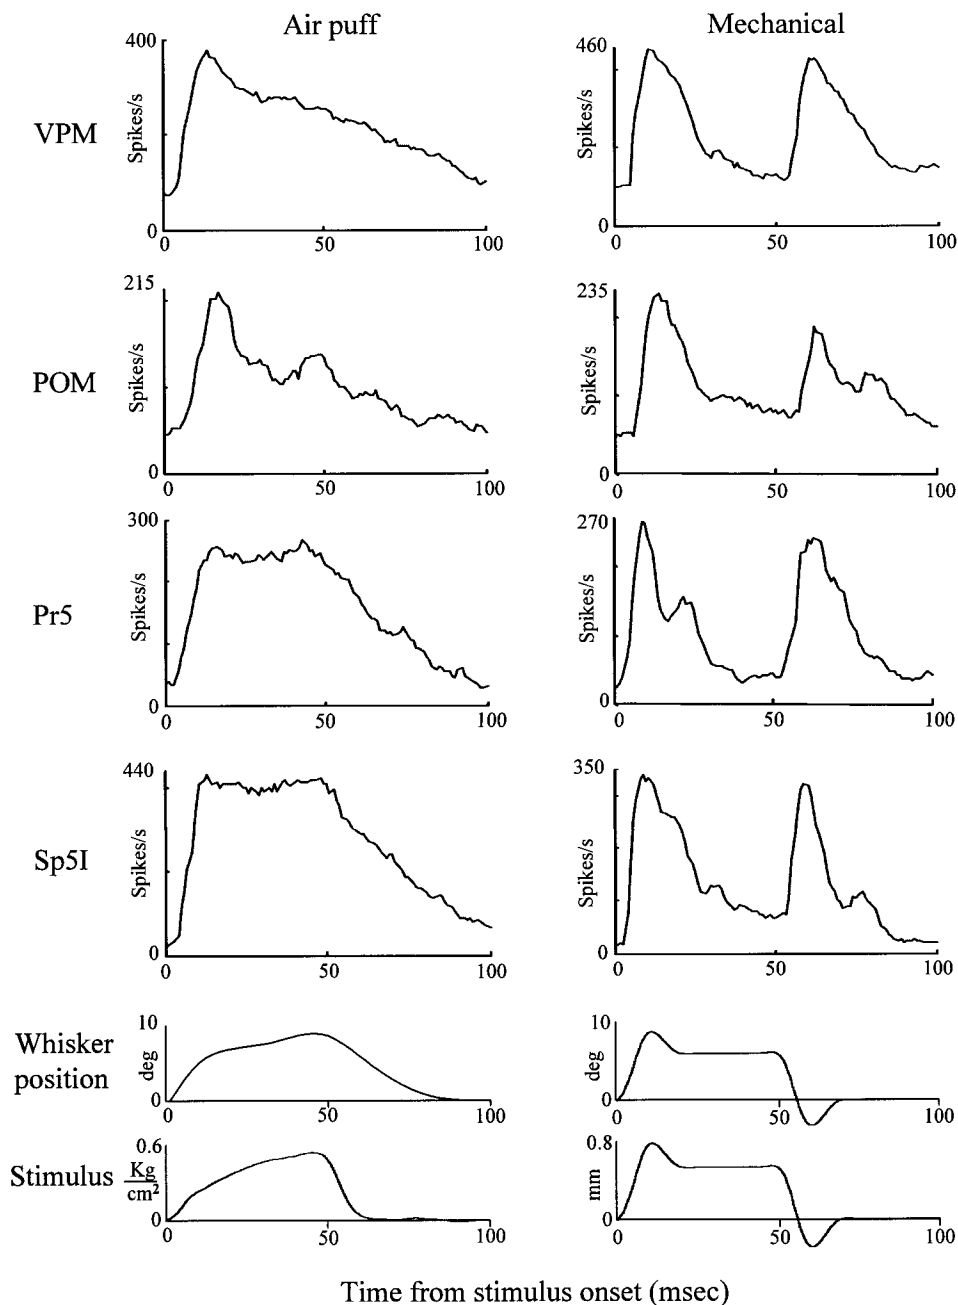 Air puff
Mechanical
VPM
400
Spikes/s
0
0 50 100
460
Spikes/s
0
0 50 100
POM
215
Spikes/s
0
0 50 100
235
Spikes/s
0
0 50 100
Pr5
300
Spikes/s
0
0 50 100
270
Spikes/s
0
0 50 100
Sp5I
440
Spikes/s
0
0 50 100
350
Spikes/s
0
0 50 100
Whisker
position
10
deg
0
0 50 100
10
deg
0
0 50 100
Stimulus
0.6
Kg
cm²
0
0 50 100
0.8
mm
0
0 50 100
Time from stimulus onset (msec)